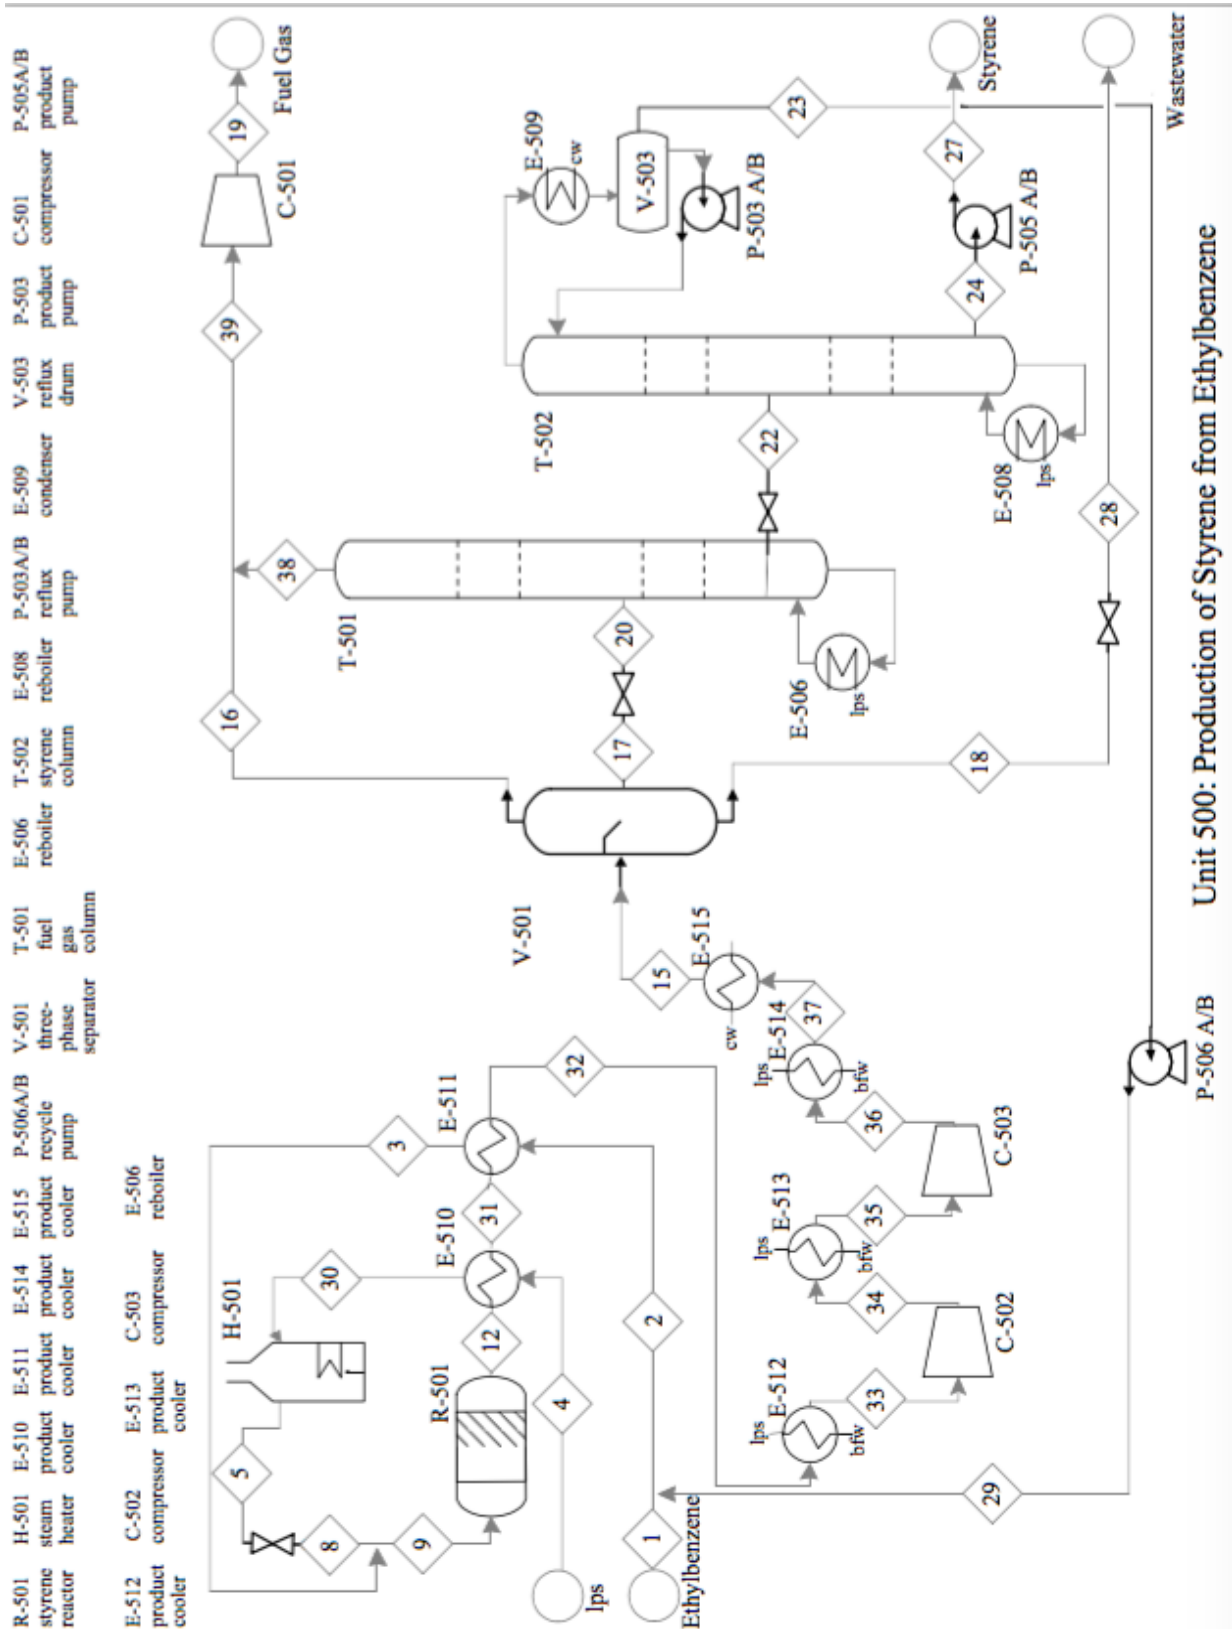 R-501
styrene
reactor
H-501
steam
heater
E-510
product
cooler
E-511
product
cooler
E-514
product
cooler
E-515
product
cooler
P-506A/B
recycle
pump
V-501
three-
phase
separator
T-501
fuel
gas
column
E-506
reboiler
T-502
styrene
column
E-508
reboiler
P-503A/B
reflux
pump
E-509
condenser
V-503
reflux
drum
P-503
product
pump
C-501
compressor
P-505A/B
product
pump
E-512
product
cooler
C-502
compressor
E-513
product
cooler
C-503
compressor
E-506
reboiler
19
Fuel Gas
C-501
39
16
38
T-501
20
17
E-506
lps
V-501
18
28
Wastewater
E-509
cw
V-503
P-503 A/B
23
T-502
22
E-508
lps
24
P-505 A/B
27
Styrene
H-501
5
8
9
R-501
12
30
E-510
31
E-511
3
32
4
lps
2
1
Ethylbenzene
lps
E-512
bfw
33
C-502
34
lps
E-513
bfw
35
C-503
36
lps
E-514
bfw
37
cw
E-515
15
29
P-506 A/B
Unit 500: Production of Styrene from Ethylbenzene